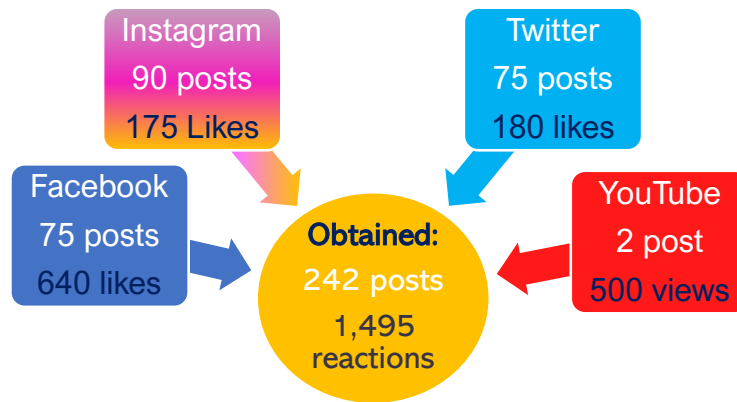 Instagram
90 posts
175 Likes
Twitter
75 posts
180 likes
Facebook
75 posts
640 likes
YouTube
2 post
500 views
Obtained:
242 posts
1,495
reactions